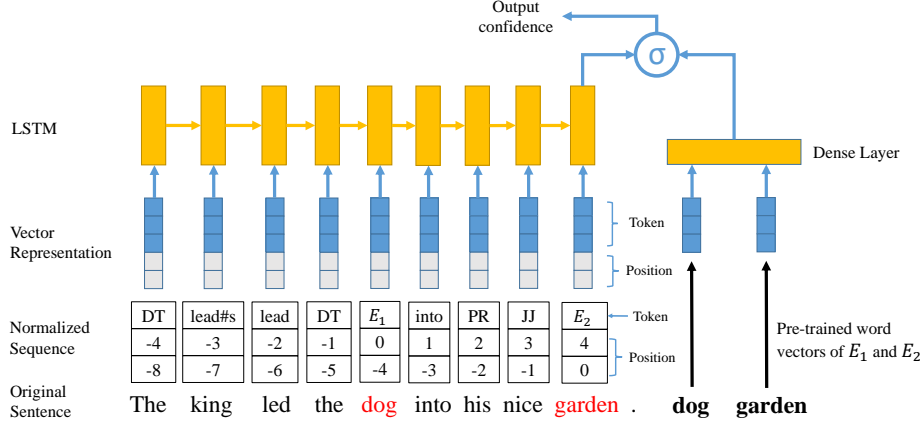 Output
confidence
σ
LSTM
Dense Layer
Vector
Representation
Token
Position
Normalized
Sequence
DT lead#s lead DT E₁ into PR JJ E₂
-4 -3 -2 -1 0 1 2 3 4
-8 -7 -6 -5 -4 -3 -2 -1 0
Token
Position
Pre-trained word
vectors of E₁ and E₂
Original
Sentence
The king led the dog into his nice garden .
dog garden